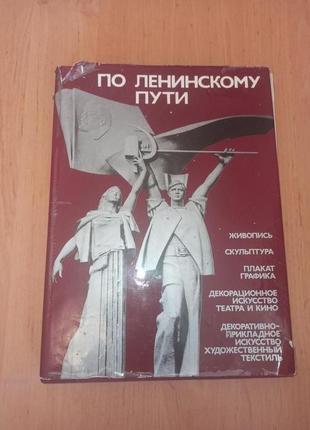 ПО ЛЕНИНСКОМУ
ПУТИ
ЖИВОПИСЬ
СКУЛЬПТУРА
ПЛАКАТ
ГРАФИКА
ДЕКОРАЦИОННОЕ
ИСКУССТВО
ТЕАТРА И КИНО
ДЕКОРАТИВНО-
ПРИКЛАДНОЕ
ИСКУССТВО
ХУДОЖЕСТВЕННЫЙ
ТЕКСТИЛЬ